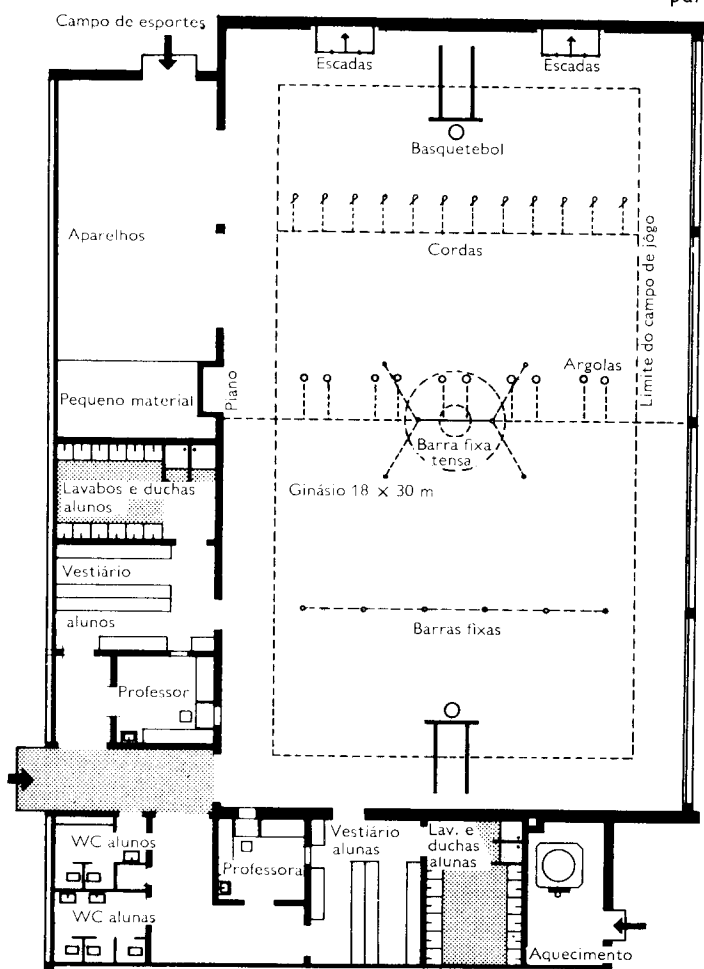 par
Campo de esportes
Escadas
Escadas
Basquetebol
Aparelhos
Cordas
Limite do campo de jôgo
Argolas
Pequeno material
Piano
Barra fixa
tensa
Ginásio 18 × 30 m
Lavabos e duchas
alunos
Vestiário
alunos
Barras fixas
Professor
WC alunos
Professora
Vestiário
alunas
Lav. e
duchas
alunas
WC alunas
Aquecimento